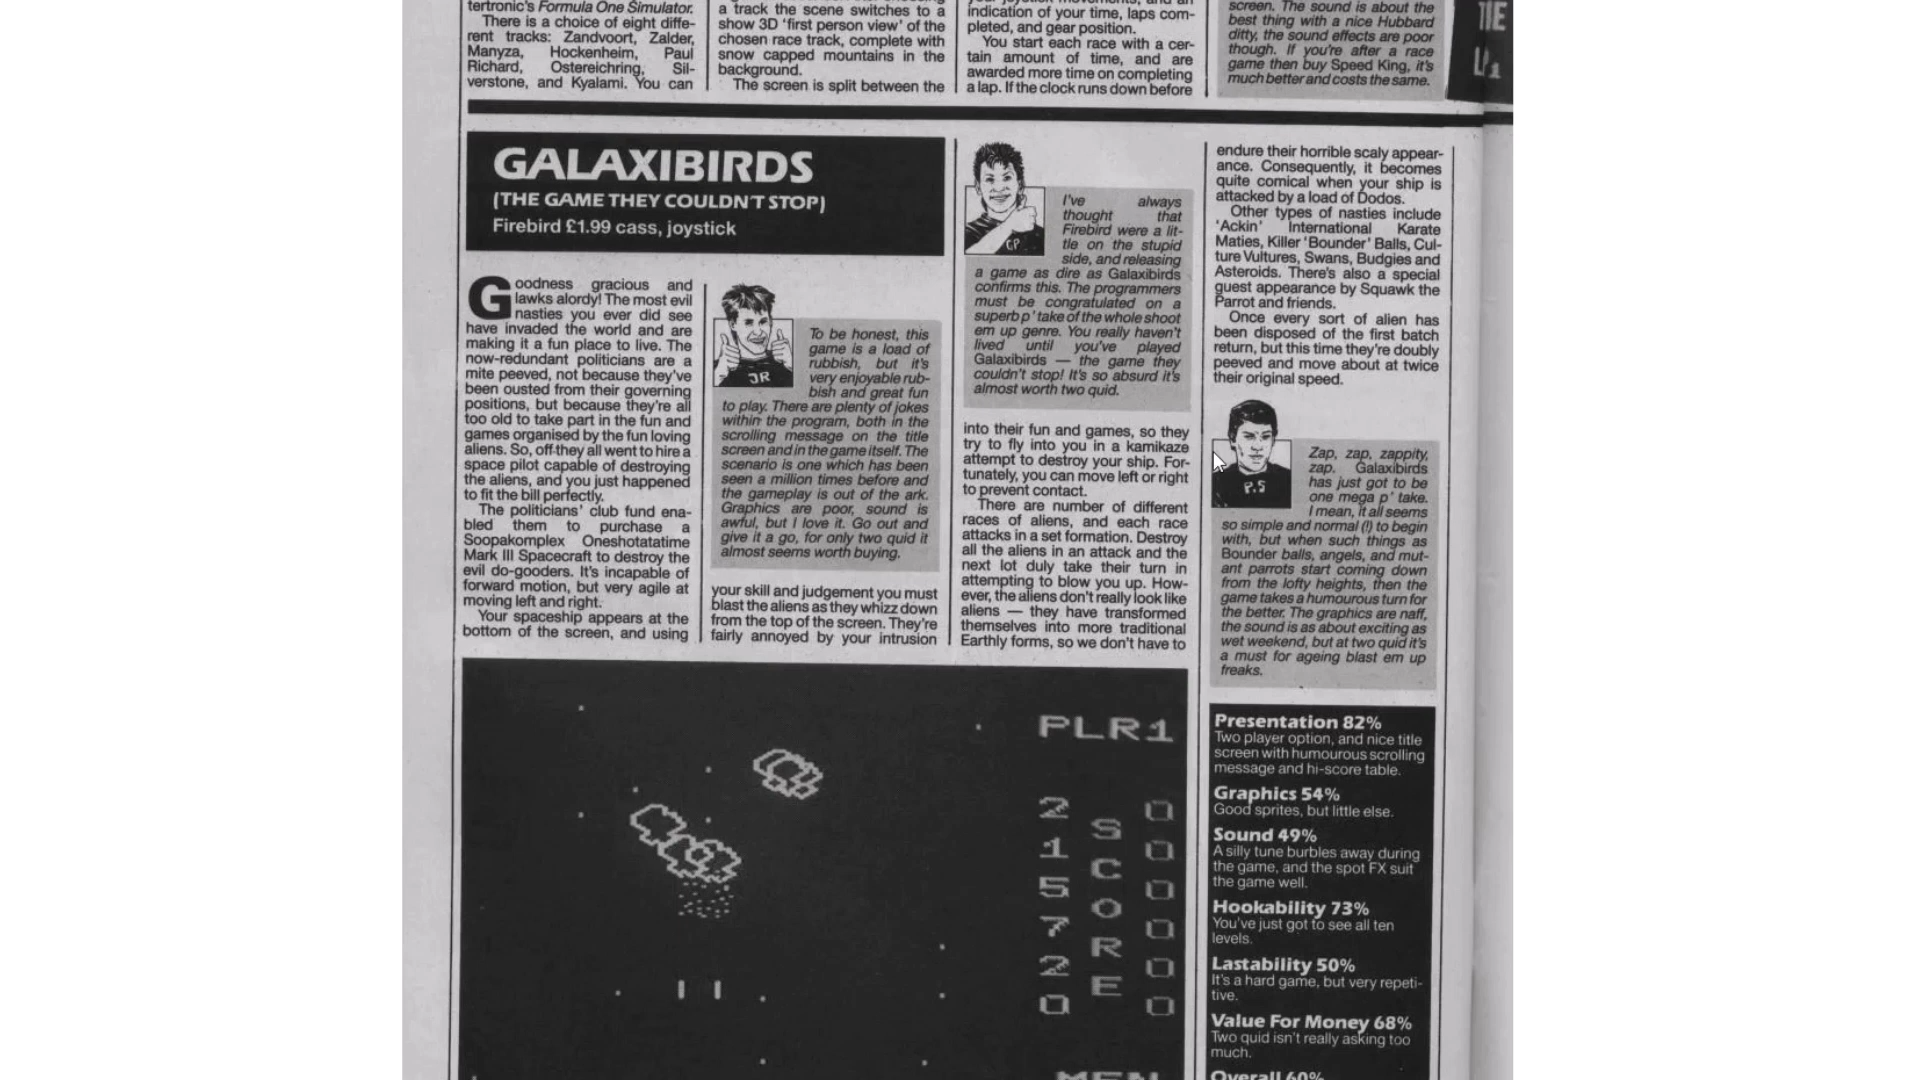 tertronic's Formula One Simulator.
There is a choice of eight diffe-
rent tracks: Zandvoort, Zalder,
Manyza, Hockenheim, Paul
Richard, Ostereichring, Sil-
verstone, and Kyalami. You can
a track the scene switches to a
show 3D 'first person view' of the
chosen race track, complete with
snow capped mountains in the
background.
The screen is split between the
indication of your time, laps com-
pleted, and gear position.
You start each race with a cer-
tain amount of time, and are
awarded more time on completing
a lap. If the clock runs down before
screen. The sound is about the
best thing with a nice Hubbard
ditty, the sound effects are poor
though. If you're after a race
game then buy Speed King, it's
much better and costs the same.
GALAXIBIRDS
(THE GAME THEY COULDN'T STOP)
Firebird £1.99 cass, joystick
Goodness gracious and
lawks alordy! The most evil
nasties you ever did see
have invaded the world and are
making it a fun place to live. The
now-redundant politicians are a
mite peeved, not because they've
been ousted from their governing
positions, but because they're all
too old to take part in the fun and
games organised by the fun loving
aliens. So, off they all went to hire a
space pilot capable of destroying
the aliens, and you just happened
to fit the bill perfectly.
The politicians' club fund ena-
bled them to purchase a
Soopakomplex Oneshotatatime
Mark III Spacecraft to destroy the
evil do-gooders. It's incapable of
forward motion, but very agile at
moving left and right.
Your spaceship appears at the
bottom of the screen, and using
JR
To be honest, this
game is a load of
rubbish, but it's
very enjoyable rub-
bish and great fun
to play. There are plenty of jokes
within the program, both in the
scrolling message on the title
screen and in the game itself. The
scenario is one which has been
seen a million times before and
the gameplay is out of the ark.
Graphics are poor, sound is
awful, but I love it. Go out and
give it a go, for only two quid it
almost seems worth buying.
your skill and judgement you must
blast the aliens as they whizz down
from the top of the screen. They're
fairly annoyed by your intrusion
GP
I've always
thought that
Firebird were a lit-
tle on the stupid
side, and releasing
a game as dire as Galaxibirds
confirms this. The programmers
must be congratulated on a
superb p' take of the whole shoot
em up genre. You really haven't
lived until you've played
Galaxibirds — the game they
couldn't stop! It's so absurd it's
almost worth two quid.
into their fun and games, so they
try to fly into you in a kamikaze
attempt to destroy your ship. For-
tunately, you can move left or right
to prevent contact.
There are number of different
races of aliens, and each race
attacks in a set formation. Destroy
all the aliens in an attack and the
next lot duly take their turn in
attempting to blow you up. How-
ever, the aliens don't really look like
aliens — they have transformed
themselves into more traditional
Earthly forms, so we don't have to
endure their horrible scaly appear-
ance. Consequently, it becomes
quite comical when your ship is
attacked by a load of Dodos.
Other types of nasties include
'Ackin' International Karate
Maties, Killer 'Bounder' Balls, Cul-
ture Vultures, Swans, Budgies and
Asteroids. There's also a special
guest appearance by Squawk the
Parrot and friends.
Once every sort of alien has
been disposed of the first batch
return, but this time they're doubly
peeved and move about at twice
their original speed.
P.S
Zap, zap, zappity,
zap. Galaxibirds
has just got to be
one mega p' take.
I mean, it all seems
so simple and normal (!) to begin
with, but when such things as
Bounder balls, angels, and mut-
ant parrots start coming down
from the lofty heights, then the
game takes a humourous turn for
the better. The graphics are naff,
the sound is as about exciting as
wet weekend, but at two quid it's
a must for ageing blast em up
freaks.
PLR1
215720
SCORE
000000
MEN
Presentation 82%
Two player option, and nice title
screen with humourous scrolling
message and hi-score table.
Graphics 54%
Good sprites, but little else.
Sound 49%
A silly tune burbles away during
the game, and the spot FX suit
the game well.
Hookability 73%
You've just got to see all ten
levels.
Lastability 50%
It's a hard game, but very repeti-
tive.
Value For Money 68%
Two quid isn't really asking too
much.
Overall 60%